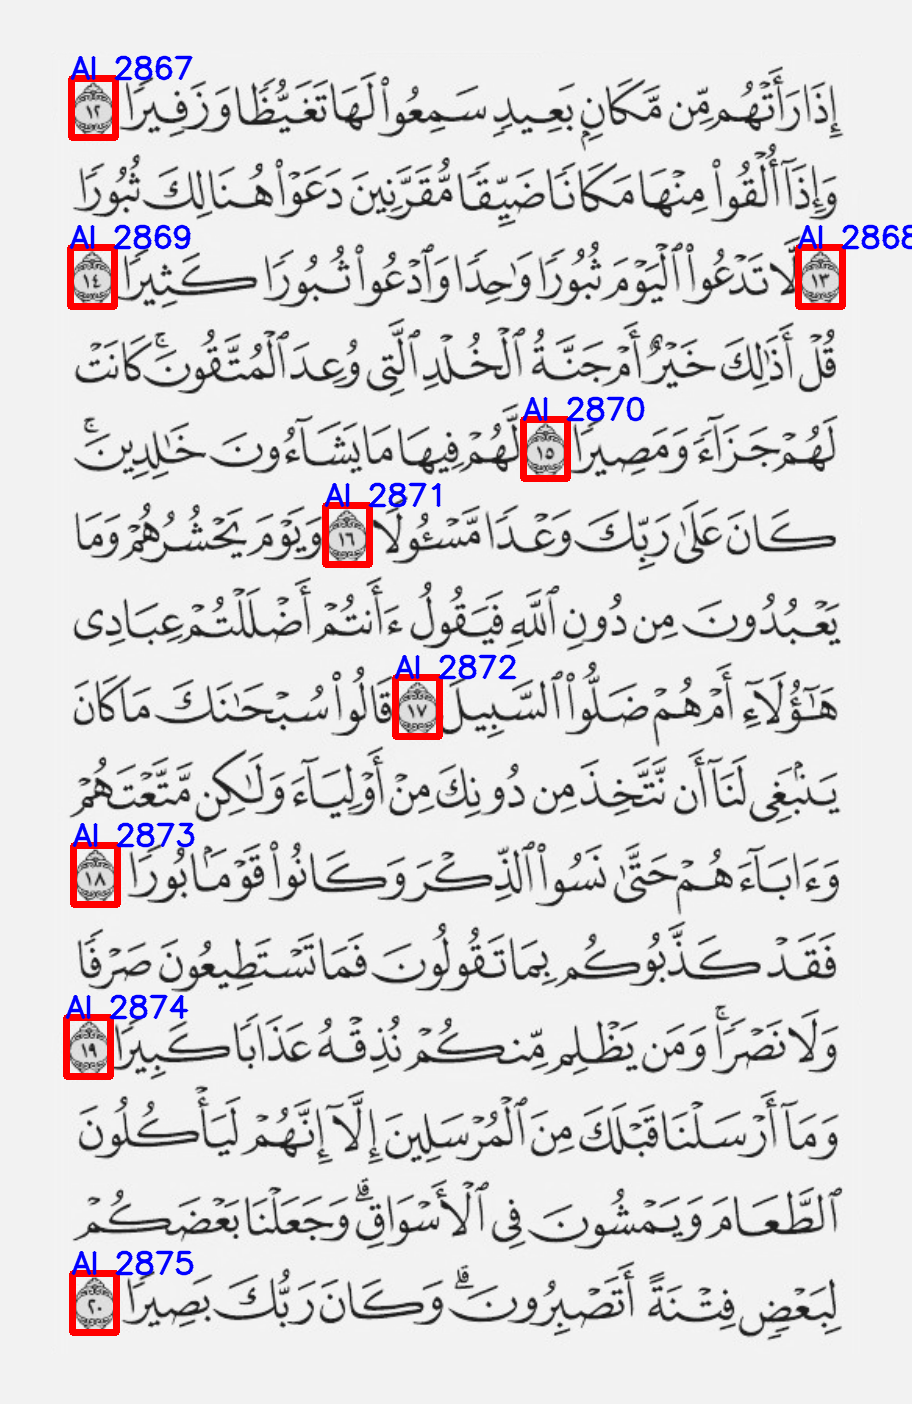 AI_2867
إِذَا رَأَتْهُم مِّن مَّكَانٍۭ بَعِيدٍ سَمِعُوا۟ لَهَا تَغَيُّظًا وَزَفِيرًا ١٢
وَإِذَآ أُلْقُوا۟ مِنْهَا مَكَانًا ضَيِّقًا مُّقَرَّنِينَ دَعَوْا۟ هُنَالِكَ ثُبُورًا
AI_2868
AI_2869
١٣ لَّا تَدْعُوا۟ ٱلْيَوْمَ ثُبُورًا وَٰحِدًا وَٱدْعُوا۟ ثُبُورًا كَثِيرًا ١٤
قُلْ أَذَٰلِكَ خَيْرٌ أَمْ جَنَّةُ ٱلْخُلْدِ ٱلَّتِى وُعِدَ ٱلْمُتَّقُونَ ۚ كَانَتْ
AI_2870
لَهُمْ جَزَآءً وَمَصِيرًا ١٥ لَّهُمْ فِيهَا مَا يَشَآءُونَ خَٰلِدِينَ ۚ
AI_2871
كَانَ عَلَىٰ رَبِّكَ وَعْدًا مَّسْـُٔولًا ١٦ وَيَوْمَ يَحْشُرُهُمْ وَمَا
يَعْبُدُونَ مِن دُونِ ٱللَّهِ فَيَقُولُ ءَأَنتُمْ أَضْلَلْتُمْ عِبَادِى
AI_2872
هَٰٓؤُلَآءِ أَمْ هُمْ ضَلُّوا۟ ٱلسَّبِيلَ ١٧ قَالُوا۟ سُبْحَٰنَكَ مَا كَانَ
يَنۢبَغِى لَنَآ أَن نَّتَّخِذَ مِن دُونِكَ مِنْ أَوْلِيَآءَ وَلَٰكِن مَّتَّعْتَهُمْ
AI_2873
وَءَابَآءَهُمْ حَتَّىٰ نَسُوا۟ ٱلذِّكْرَ وَكَانُوا۟ قَوْمًۢا بُورًا ١٨
فَقَدْ كَذَّبُوكُم بِمَا تَقُولُونَ فَمَا تَسْتَطِيعُونَ صَرْفًا
AI_2874
وَلَا نَصْرًا ۚ وَمَن يَظْلِم مِّنكُمْ نُذِقْهُ عَذَابًا كَبِيرًا ١٩
وَمَآ أَرْسَلْنَا قَبْلَكَ مِنَ ٱلْمُرْسَلِينَ إِلَّآ إِنَّهُمْ لَيَأْكُلُونَ
ٱلطَّعَامَ وَيَمْشُونَ فِى ٱلْأَسْوَاقِ ۗ وَجَعَلْنَا بَعْضَكُمْ
AI_2875
لِبَعْضٍ فِتْنَةً أَتَصْبِرُونَ ۗ وَكَانَ رَبُّكَ بَصِيرًا ٢٠